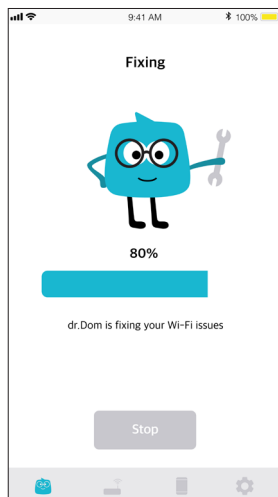 9:41 AM
100%
Fixing
80%
dr.Dom is fixing your Wi-Fi issues
Stop